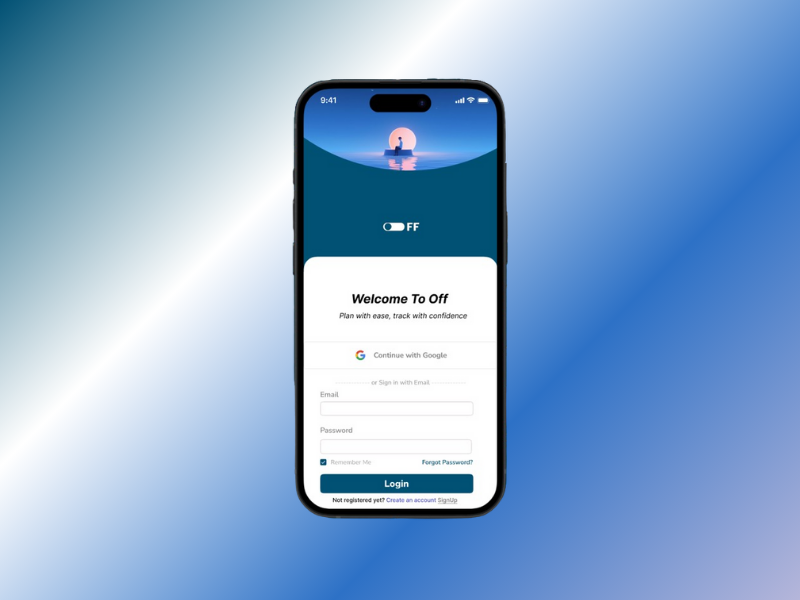 9:41
OFF
Welcome To Off
Plan with ease, track with confidence
Continue with Google
or Sign in with Email
Email
Password
Remember Me
Forgot Password?
Login
Not registered yet? Create an account SignUp